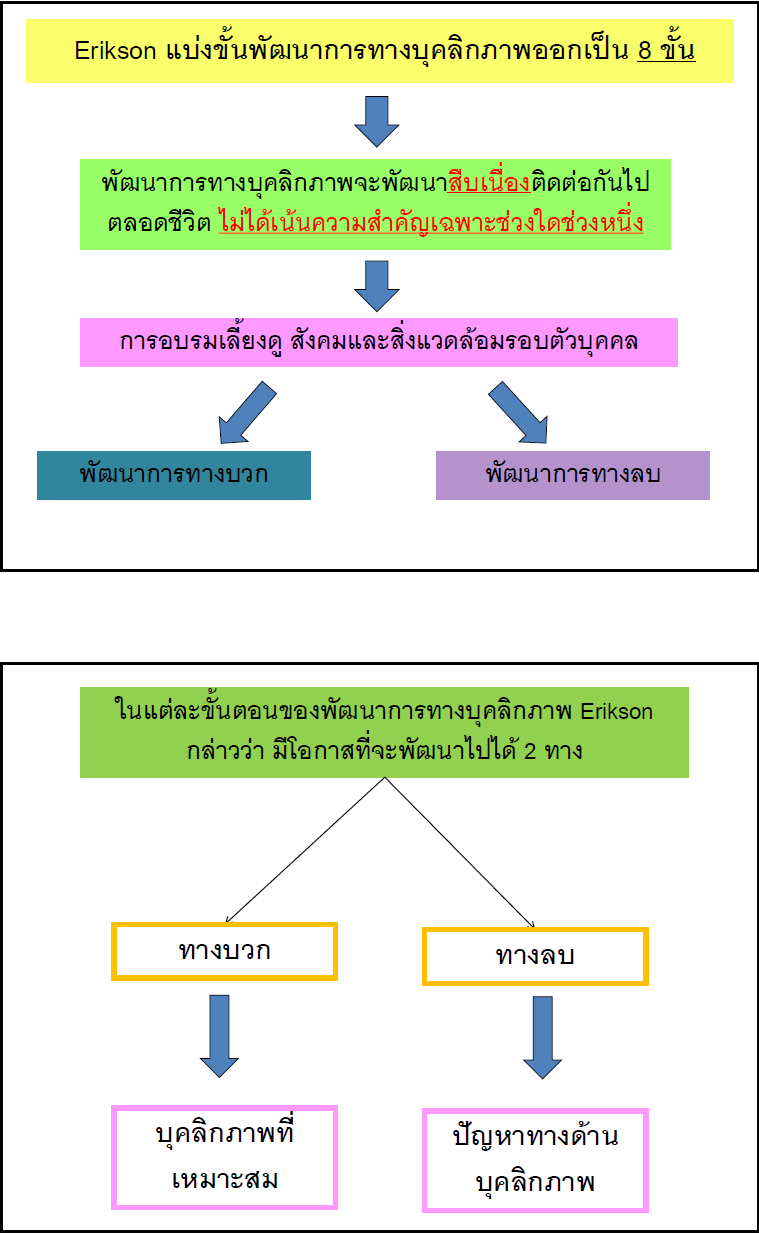 Erikson แบ่งขั้นพัฒนาการทางบุคลิกภาพออกเป็น 8 ขั้น
พัฒนาการทางบุคลิกภาพจะพัฒนาสืบเนื่องติดต่อกันไป
ตลอดชีวิต ไม่ได้เน้นความสำคัญเฉพาะช่วงใดช่วงหนึ่ง
การอบรมเลี้ยงดู สังคมและสิ่งแวดล้อมรอบตัวบุคคล
พัฒนาการทางบวก
พัฒนาการทางลบ
ในแต่ละขั้นตอนของพัฒนาการทางบุคลิกภาพ Erikson
กล่าวว่า มีโอกาสที่จะพัฒนาไปได้ 2 ทาง
ทางบวก
ทางลบ
บุคลิกภาพที่
เหมาะสม
ปัญหาทางด้าน
บุคลิกภาพ